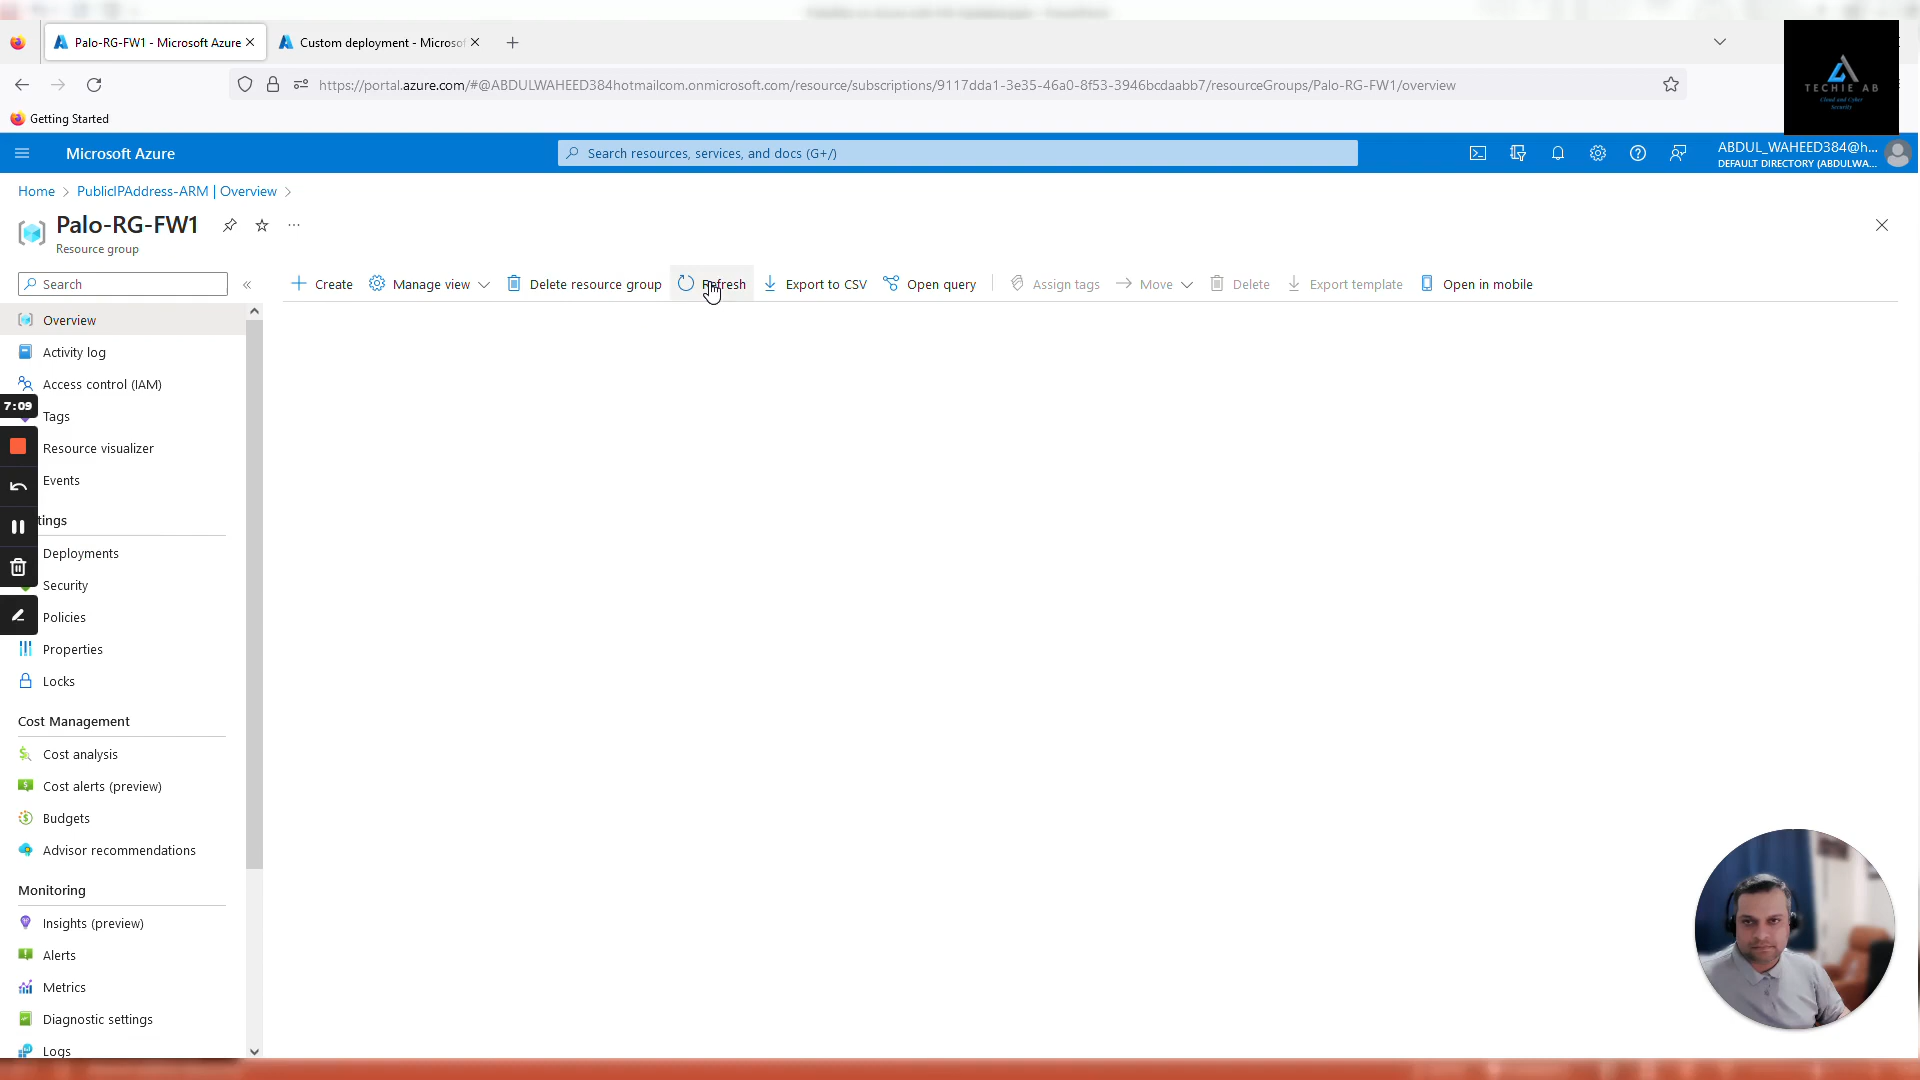 Palo-RG-FW1 - Microsoft Azure
Custom deployment - Microsof
https://portal.azure.com/#@ABDULWAHEED384hotmailcom.onmicrosoft.com/resource/subscriptions/9117dda1-3e35-46a0-8f53-3946bcdaabb7/resourceGroups/Palo-RG-FW1/overview
TECHIE AB
Cloud and Cyber
Security
Getting Started
Microsoft Azure
Search resources, services, and docs (G+/)
ABDUL_WAHEED384@h...
DEFAULT DIRECTORY (ABDULWA...
Home > PublicIPAddress-ARM | Overview >
Palo-RG-FW1
Resource group
Search
Create
Manage view
Delete resource group
Refresh
Export to CSV
Open query
Assign tags
Move
Delete
Export template
Open in mobile
Overview
Activity log
Access control (IAM)
7:09
Tags
Resource visualizer
Events
tings
Deployments
Security
Policies
Properties
Locks
Cost Management
Cost analysis
Cost alerts (preview)
Budgets
Advisor recommendations
Monitoring
Insights (preview)
Alerts
Metrics
Diagnostic settings
Logs